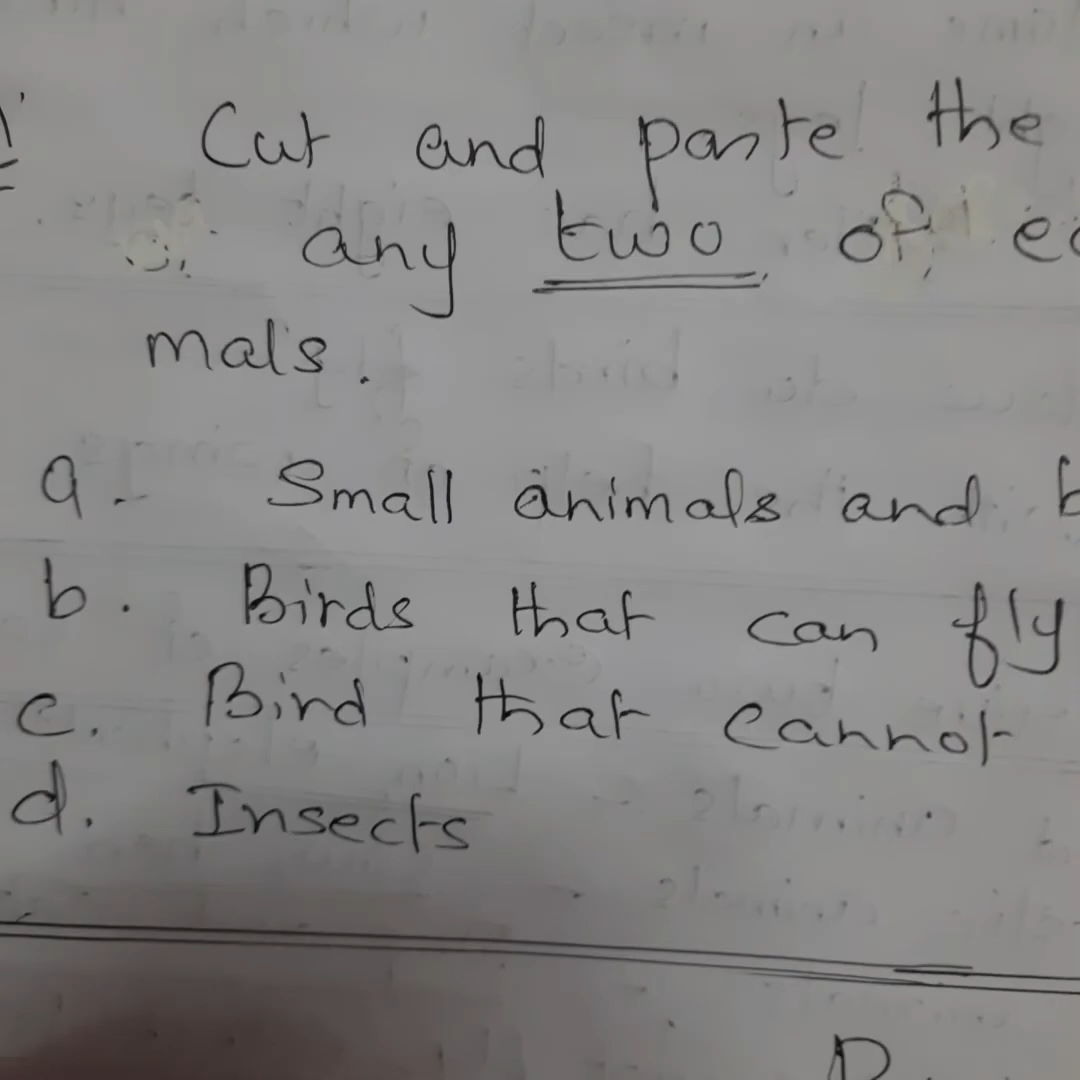 Cut and paste the
any two of
mals.
a. Small animals and
b. Birds that can fly
c. Bird that cannot
d. Insects